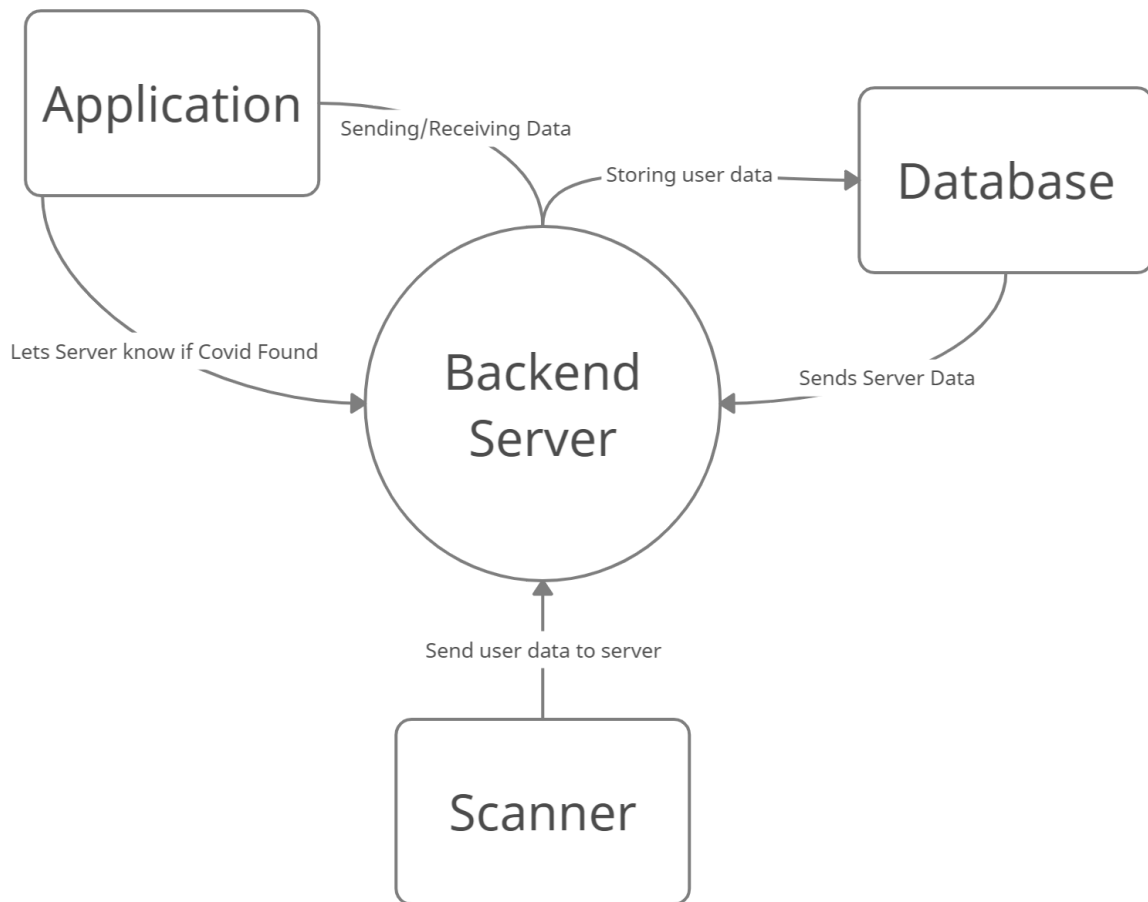 Application
Sending/Receiving Data
Storing user data
Database
Lets Server know if Covid Found
Backend
Server
Sends Server Data
Send user data to server
Scanner